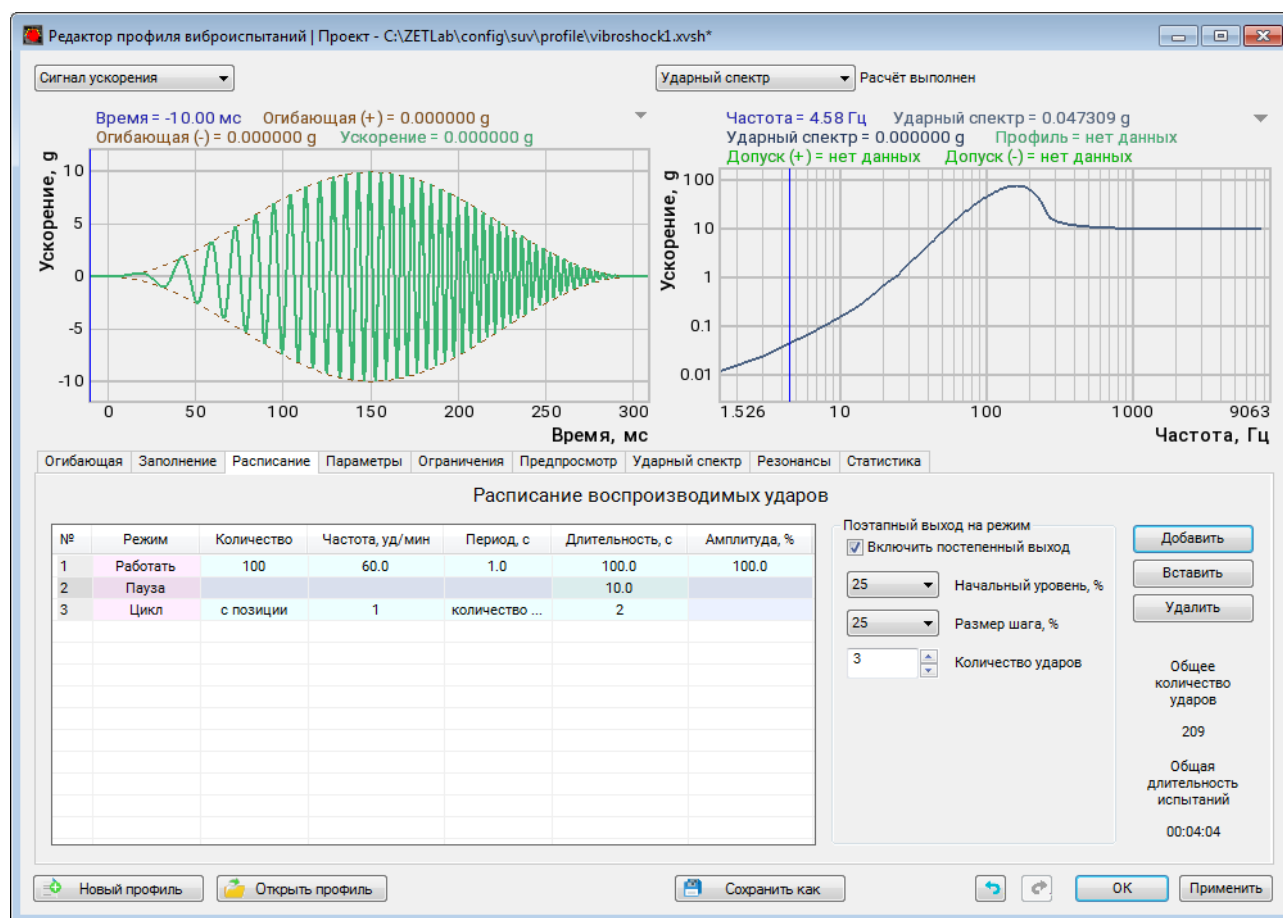 Редактор профиля виброиспытаний | Проект - C:\ZETLab\config\suv\profile\vibroshock1.xvsh*
Сигнал ускорения
Ударный спектр Расчёт выполнен
Время = -10.00 мс Огибающая (+) = 0.000000 g
Огибающая (-) = 0.000000 g Ускорение = 0.000000 g
Ускорение, g
10
5
0
-5
-10
0 50 100 150 200 250 300
Время, мс
Частота = 4.58 Гц Ударный спектр = 0.047309 g
Ударный спектр = 0.000000 g Профиль = нет данных
Допуск (+) = нет данных Допуск (-) = нет данных
Ускорение, g
100
10
1
0.1
0.01
1.526 10 100 1000 9063
Частота, Гц
Огибающая Заполнение Расписание Параметры Ограничения Предпросмотр Ударный спектр Резонансы Статистика
Расписание воспроизводимых ударов
№ Режим Количество Частота, уд/мин Период, с Длительность, с Амплитуда, %
1 Работать 100 60.0 1.0 100.0 100.0
2 Пауза 10.0
3 Цикл с позиции 1 количество ... 2
Поэтапный выход на режим
Включить постепенный выход
25 Начальный уровень, %
25 Размер шага, %
3 Количество ударов
Добавить
Вставить
Удалить
Общее
количество
ударов
209
Общая
длительность
испытаний
00:04:04
Новый профиль Открыть профиль Сохранить как OK Применить